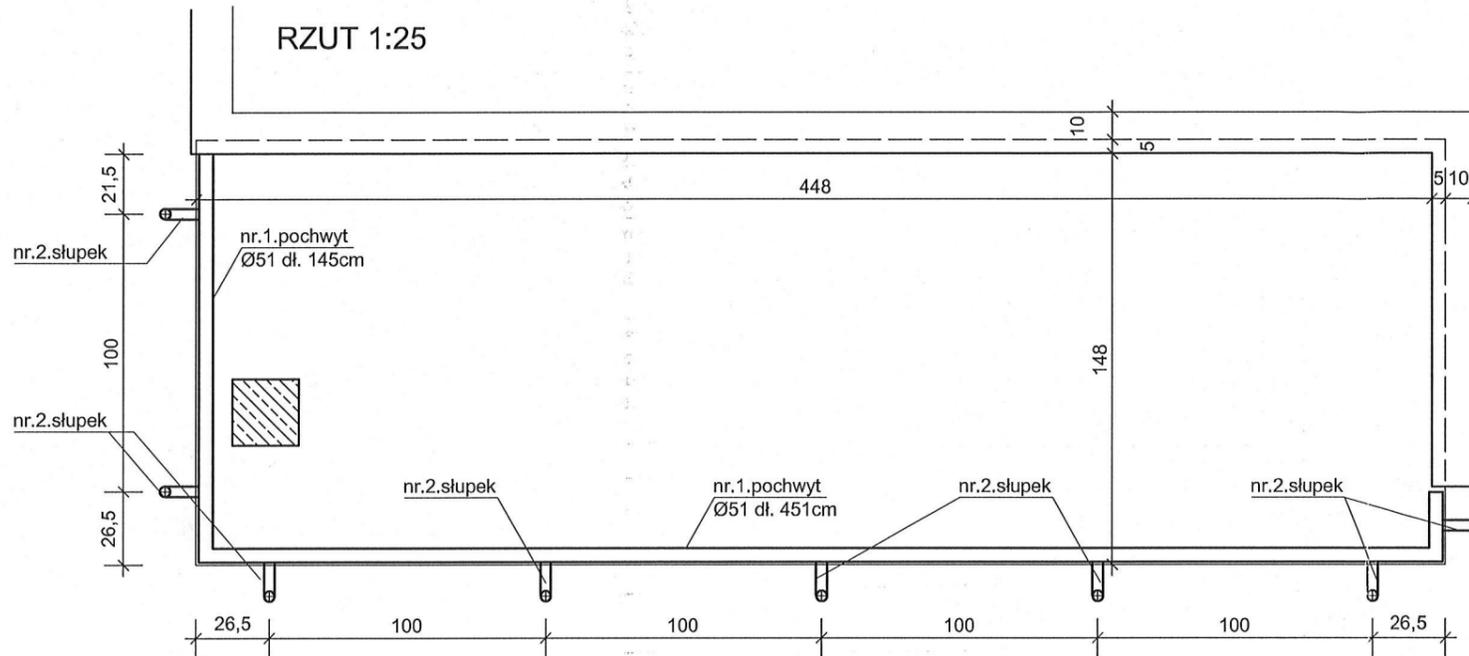 RZUT 1:25
10
5
21,5
448
5
10
nr.2.słupek
nr.1.pochwyt
Ø51 dł. 145cm
100
148
nr.2.słupek
nr.2.słupek
nr.1.pochwyt
Ø51 dł. 451cm
nr.2.słupek
nr.2.słupek
26,5
26,5
100
100
100
100
26,5